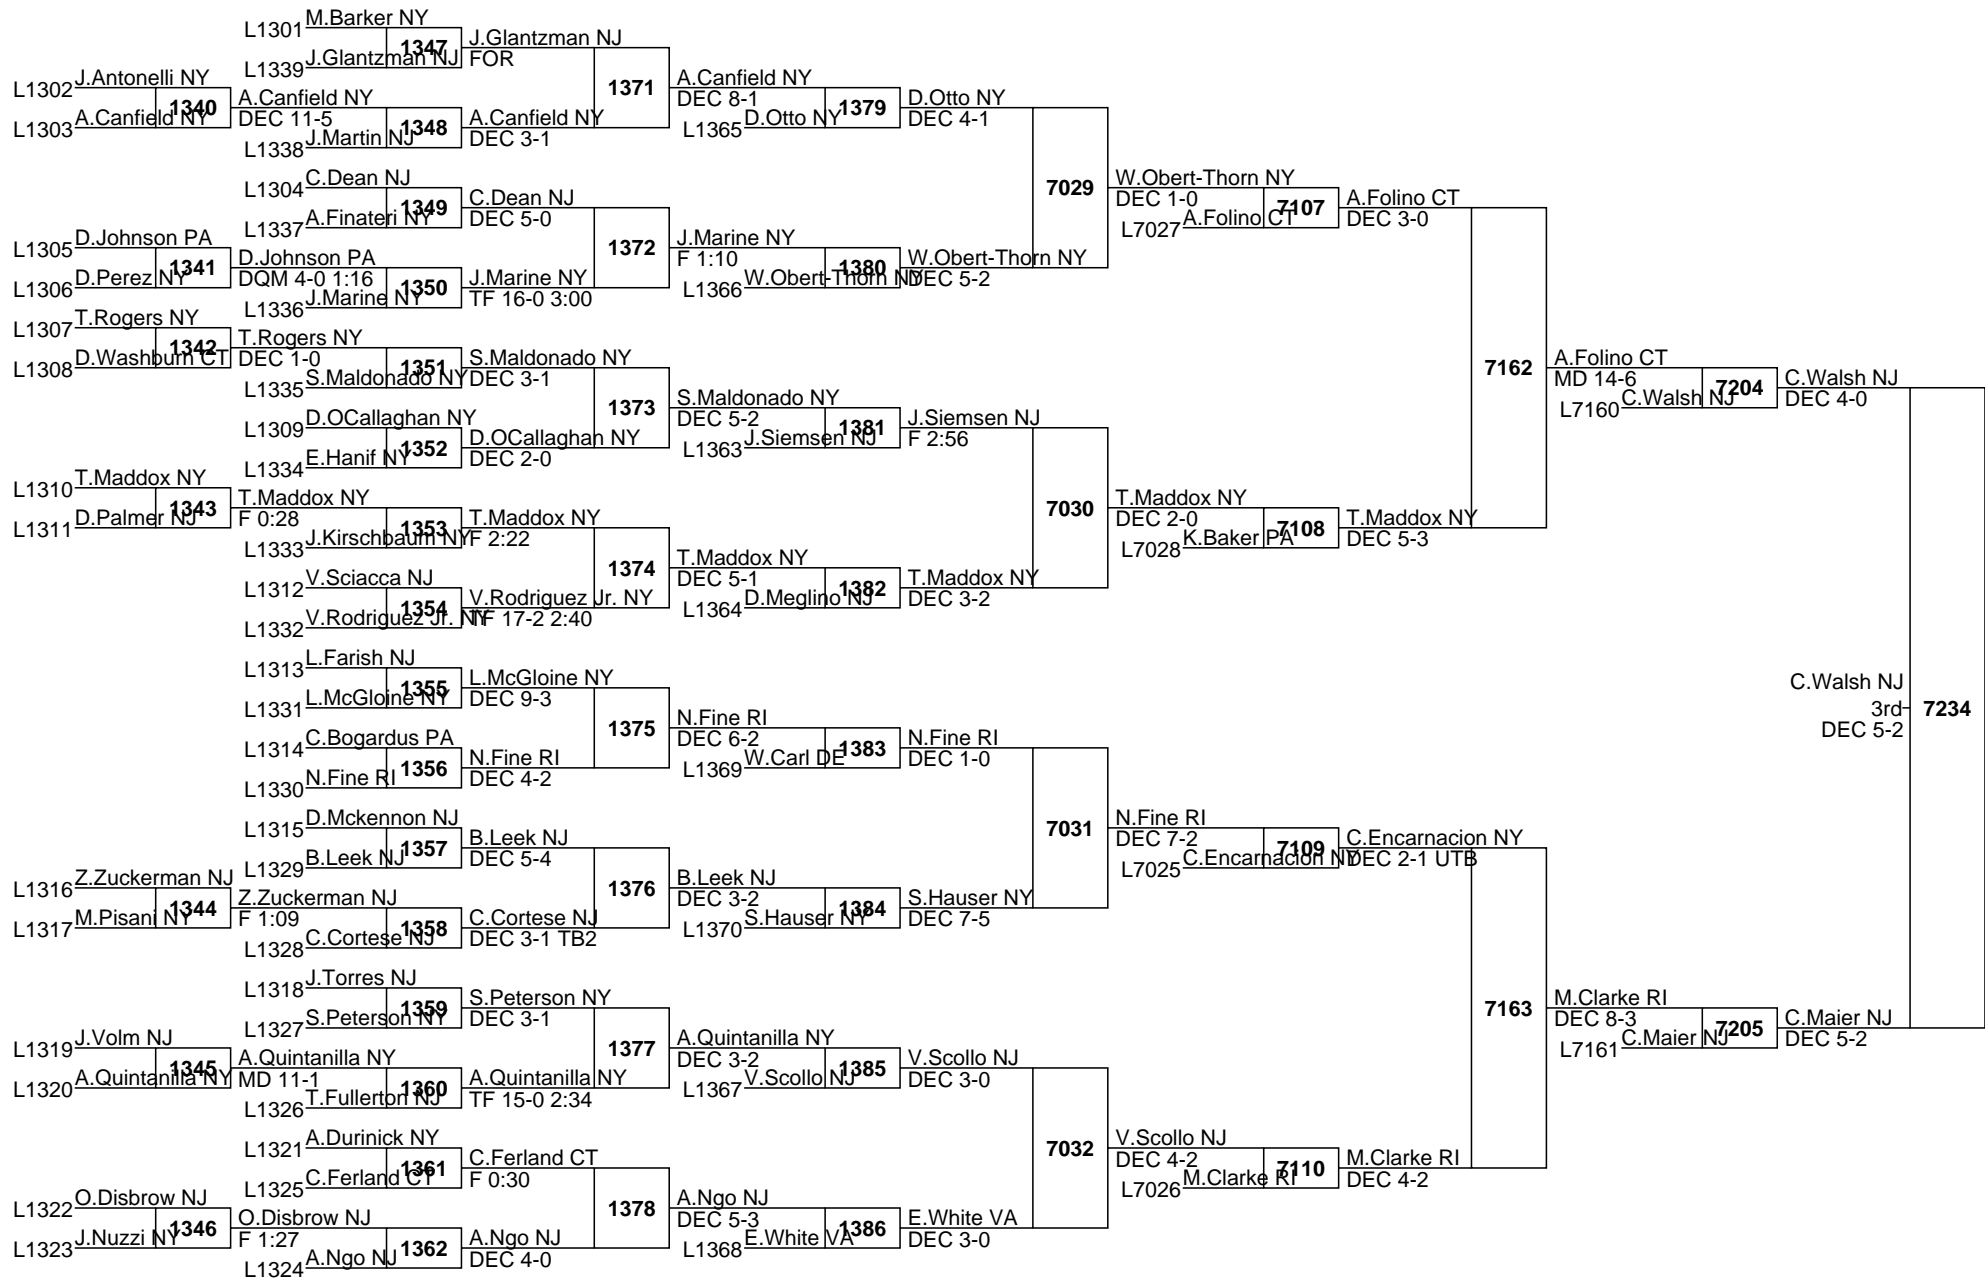 M.Barker NY
L1301
1347
J.Glantzman NJ
FOR
L1339
J.Glantzman NJ
1371
A.Canfield NY
DEC 8-1
J.Antonelli NY
L1302
1340
A.Canfield NY
DEC 11-5
L1303
A.Canfield NY
1348
A.Canfield NY
DEC 3-1
L1338
J.Martin NJ
1379
D.Otto NY
DEC 4-1
L1365
D.Otto NY
7029
W.Obert-Thorn NY
DEC 1-0
L1304
C.Dean NJ
1349
C.Dean NJ
DEC 5-0
L1337
A.Finateri NY
1372
J.Marine NY
F 1:10
L1305
D.Johnson PA
1341
D.Johnson PA
DQM 4-0 1:16
L1306
D.Perez NY
1350
J.Marine NY
TF 16-0 3:00
L1336
J.Marine NY
1380
W.Obert-Thorn NY
DEC 5-2
L1366
W.Obert-Thorn NY
7107
A.Folino CT
DEC 3-0
L7027
A.Folino CT
L1307
T.Rogers NY
1342
T.Rogers NY
DEC 1-0
L1308
D.Washburn CT
1351
S.Maldonado NY
DEC 3-1
L1335
S.Maldonado NY
1373
S.Maldonado NY
DEC 5-2
L1309
D.OCallaghan NY
1352
D.OCallaghan NY
DEC 2-0
L1334
E.Hanif NY
1381
J.Siemsen NJ
F 2:56
L1363
J.Siemsen NJ
7162
A.Folino CT
MD 14-6
7204
C.Walsh NJ
DEC 4-0
L7160
C.Walsh NJ
L1310
T.Maddox NY
1343
T.Maddox NY
F 0:28
L1311
D.Palmer NJ
1353
T.Maddox NY
F 2:22
L1333
J.Kirschbaum NY
7030
T.Maddox NY
DEC 2-0
7108
T.Maddox NY
DEC 5-3
L7028
K.Baker PA
1374
T.Maddox NY
DEC 5-1
L1312
V.Sciacca NJ
1354
V.Rodriguez Jr. NY
TF 17-2 2:40
L1332
V.Rodriguez Jr. NY
1382
T.Maddox NY
DEC 3-2
L1364
D.Meglino NJ
L1313
L.Farish NJ
1355
L.McGloine NY
DEC 9-3
L1331
L.McGloine NY
1375
N.Fine RI
DEC 6-2
L1314
C.Bogardus PA
1356
N.Fine RI
DEC 4-2
L1330
N.Fine RI
1383
N.Fine RI
DEC 1-0
L1369
W.Carl DE
C.Walsh NJ
3rd
DEC 5-2
7234
L1315
D.Mckennon NJ
1357
B.Leek NJ
DEC 5-4
L1329
B.Leek NJ
7031
N.Fine RI
DEC 7-2
7109
C.Encarnacion NY
DEC 2-1 UTB
L7025
C.Encarnacion NY
1376
B.Leek NJ
DEC 3-2
L1316
Z.Zuckerman NJ
1344
Z.Zuckerman NJ
F 1:09
L1317
M.Pisani NY
1358
C.Cortese NJ
DEC 3-1 TB2
L1328
C.Cortese NJ
1384
S.Hauser NY
DEC 7-5
L1370
S.Hauser NY
L1318
J.Torres NJ
1359
S.Peterson NY
DEC 3-1
L1327
S.Peterson NY
7163
M.Clarke RI
DEC 8-3
7205
C.Maier NJ
DEC 5-2
L7161
C.Maier NJ
1377
A.Quintanilla NY
DEC 3-2
L1319
J.Volm NJ
1345
A.Quintanilla NY
MD 11-1
L1320
A.Quintanilla NY
1360
A.Quintanilla NY
TF 15-0 2:34
L1326
T.Fullerton NJ
1385
V.Scollo NJ
DEC 3-0
L1367
V.Scollo NJ
L1321
A.Durinick NY
1361
C.Ferland CT
F 0:30
L1325
C.Ferland CT
7032
V.Scollo NJ
DEC 4-2
7110
M.Clarke RI
DEC 4-2
L7026
M.Clarke RI
1378
A.Ngo NJ
DEC 5-3
L1322
O.Disbrow NJ
1346
O.Disbrow NJ
F 1:27
L1323
J.Nuzzi NY
1362
A.Ngo NJ
DEC 4-0
L1324
A.Ngo NJ
1386
E.White VA
DEC 3-0
L1368
E.White VA